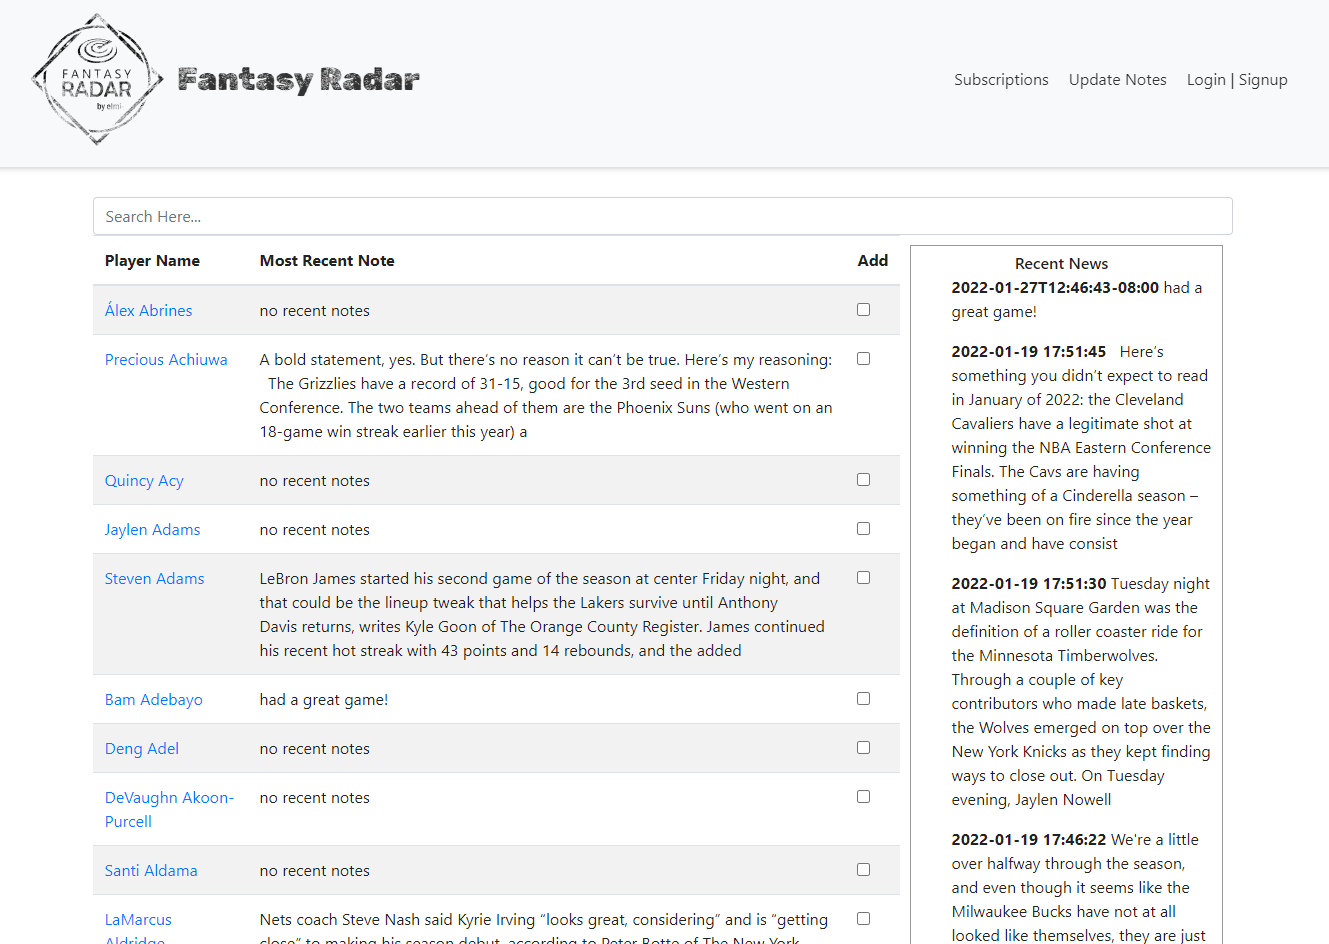 FANTASY
RADAR
by elmi
Fantasy Radar
Subscriptions
Update Notes
Login | Signup
Search Here...
Player Name
Most Recent Note
Add
Álex Abrines
no recent notes
Precious Achiuwa
A bold statement, yes. But there’s no reason it can’t be true. Here’s my reasoning:
The Grizzlies have a record of 31-15, good for the 3rd seed in the Western
Conference. The two teams ahead of them are the Phoenix Suns (who went on an
18-game win streak earlier this year) a
Quincy Acy
no recent notes
Jaylen Adams
no recent notes
Steven Adams
LeBron James started his second game of the season at center Friday night, and
that could be the lineup tweak that helps the Lakers survive until Anthony
Davis returns, writes Kyle Goon of The Orange County Register. James continued
his recent hot streak with 43 points and 14 rebounds, and the added
Bam Adebayo
had a great game!
Deng Adel
no recent notes
DeVaughn Akoon-
Purcell
no recent notes
Santi Aldama
no recent notes
LaMarcus
Aldridge
Nets coach Steve Nash said Kyrie Irving “looks great, considering” and is “getting
close” to making his season debut, according to Peter Botte of The New York
Recent News
2022-01-27T12:46:43-08:00 had a
great game!
2022-01-19 17:51:45 Here’s
something you didn’t expect to read
in January of 2022: the Cleveland
Cavaliers have a legitimate shot at
winning the NBA Eastern Conference
Finals. The Cavs are having
something of a Cinderella season –
they’ve been on fire since the year
began and have consist
2022-01-19 17:51:30 Tuesday night
at Madison Square Garden was the
definition of a roller coaster ride for
the Minnesota Timberwolves.
Through a couple of key
contributors who made late baskets,
the Wolves emerged on top over the
New York Knicks as they kept finding
ways to close out. On Tuesday
evening, Jaylen Nowell
2022-01-19 17:46:22 We're a little
over halfway through the season,
and even though it seems like the
Milwaukee Bucks have not at all
looked like themselves, they are just